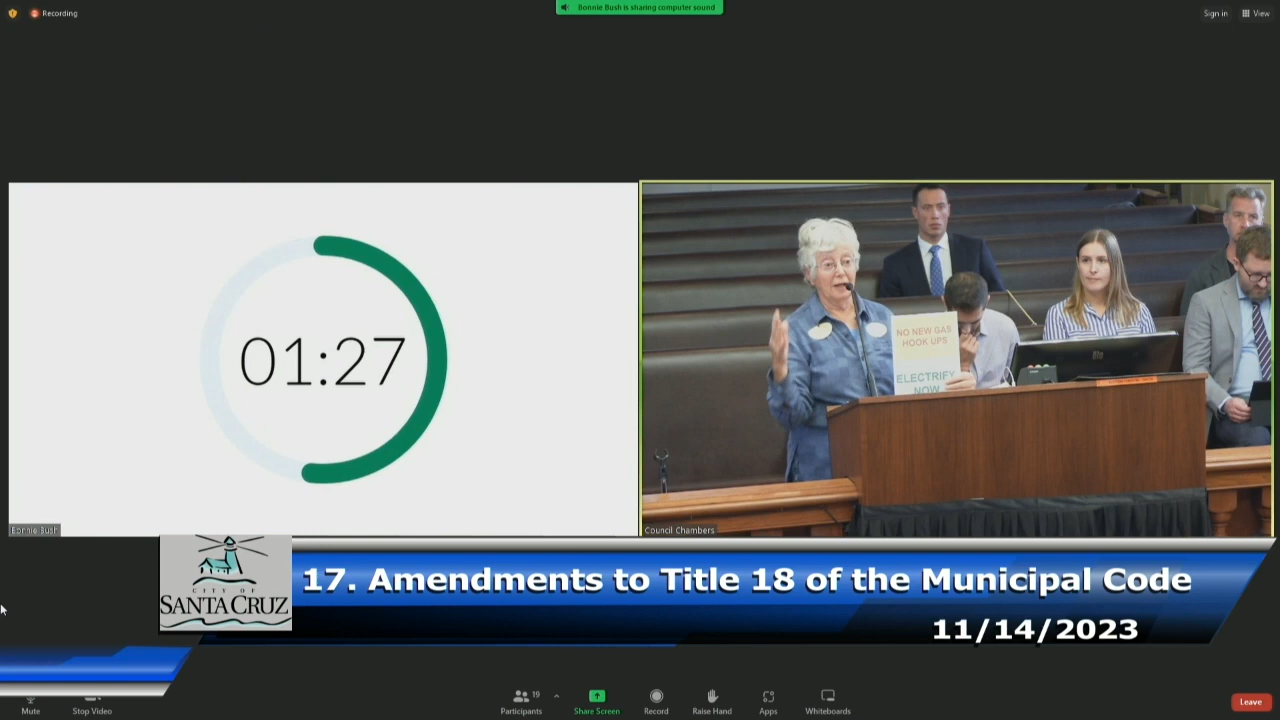 Recording
Bonnie Bush is sharing computer sound
Sign in
View
01:27
NO NEW GAS
HOOK UPS
ELECTRIFY
NOW
Bonnie Bush
Council Chambers
CITY OF
SANTA CRUZ
17. Amendments to Title 18 of the Municipal Code
11/14/2023
Mute
Stop Video
Participants
19
Share Screen
Record
Raise Hand
Apps
Whiteboards
Leave